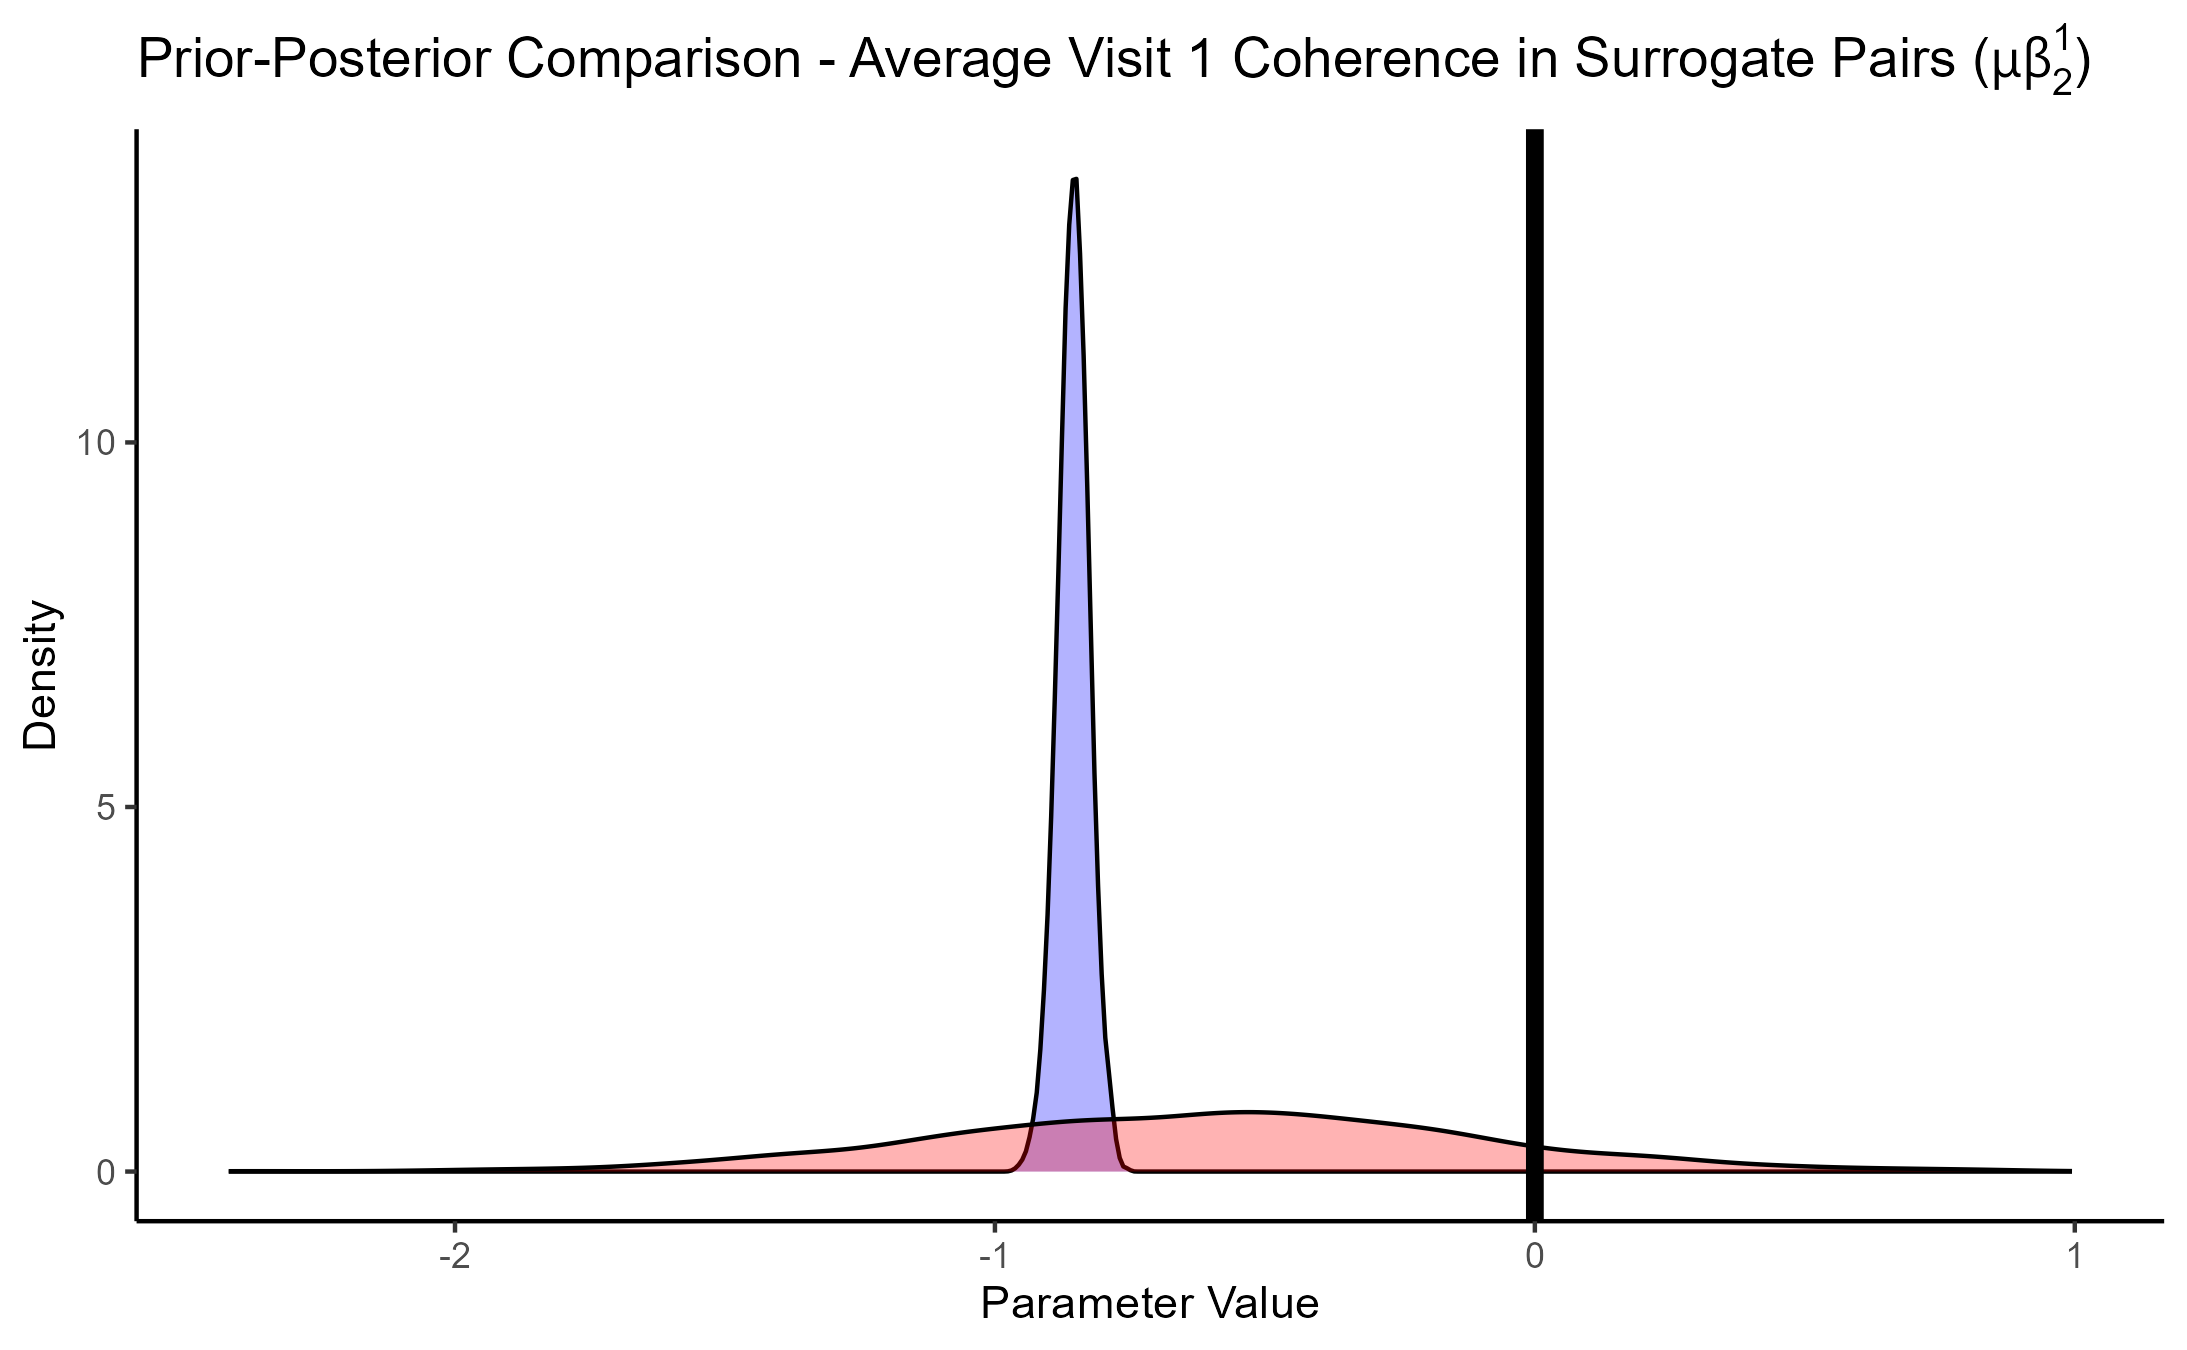 Prior-Posterior Comparison - Average Visit 1 Coherence in Surrogate Pairs (μβ₂¹)
Density
10
5
0
-2
-1
0
1
Parameter Value